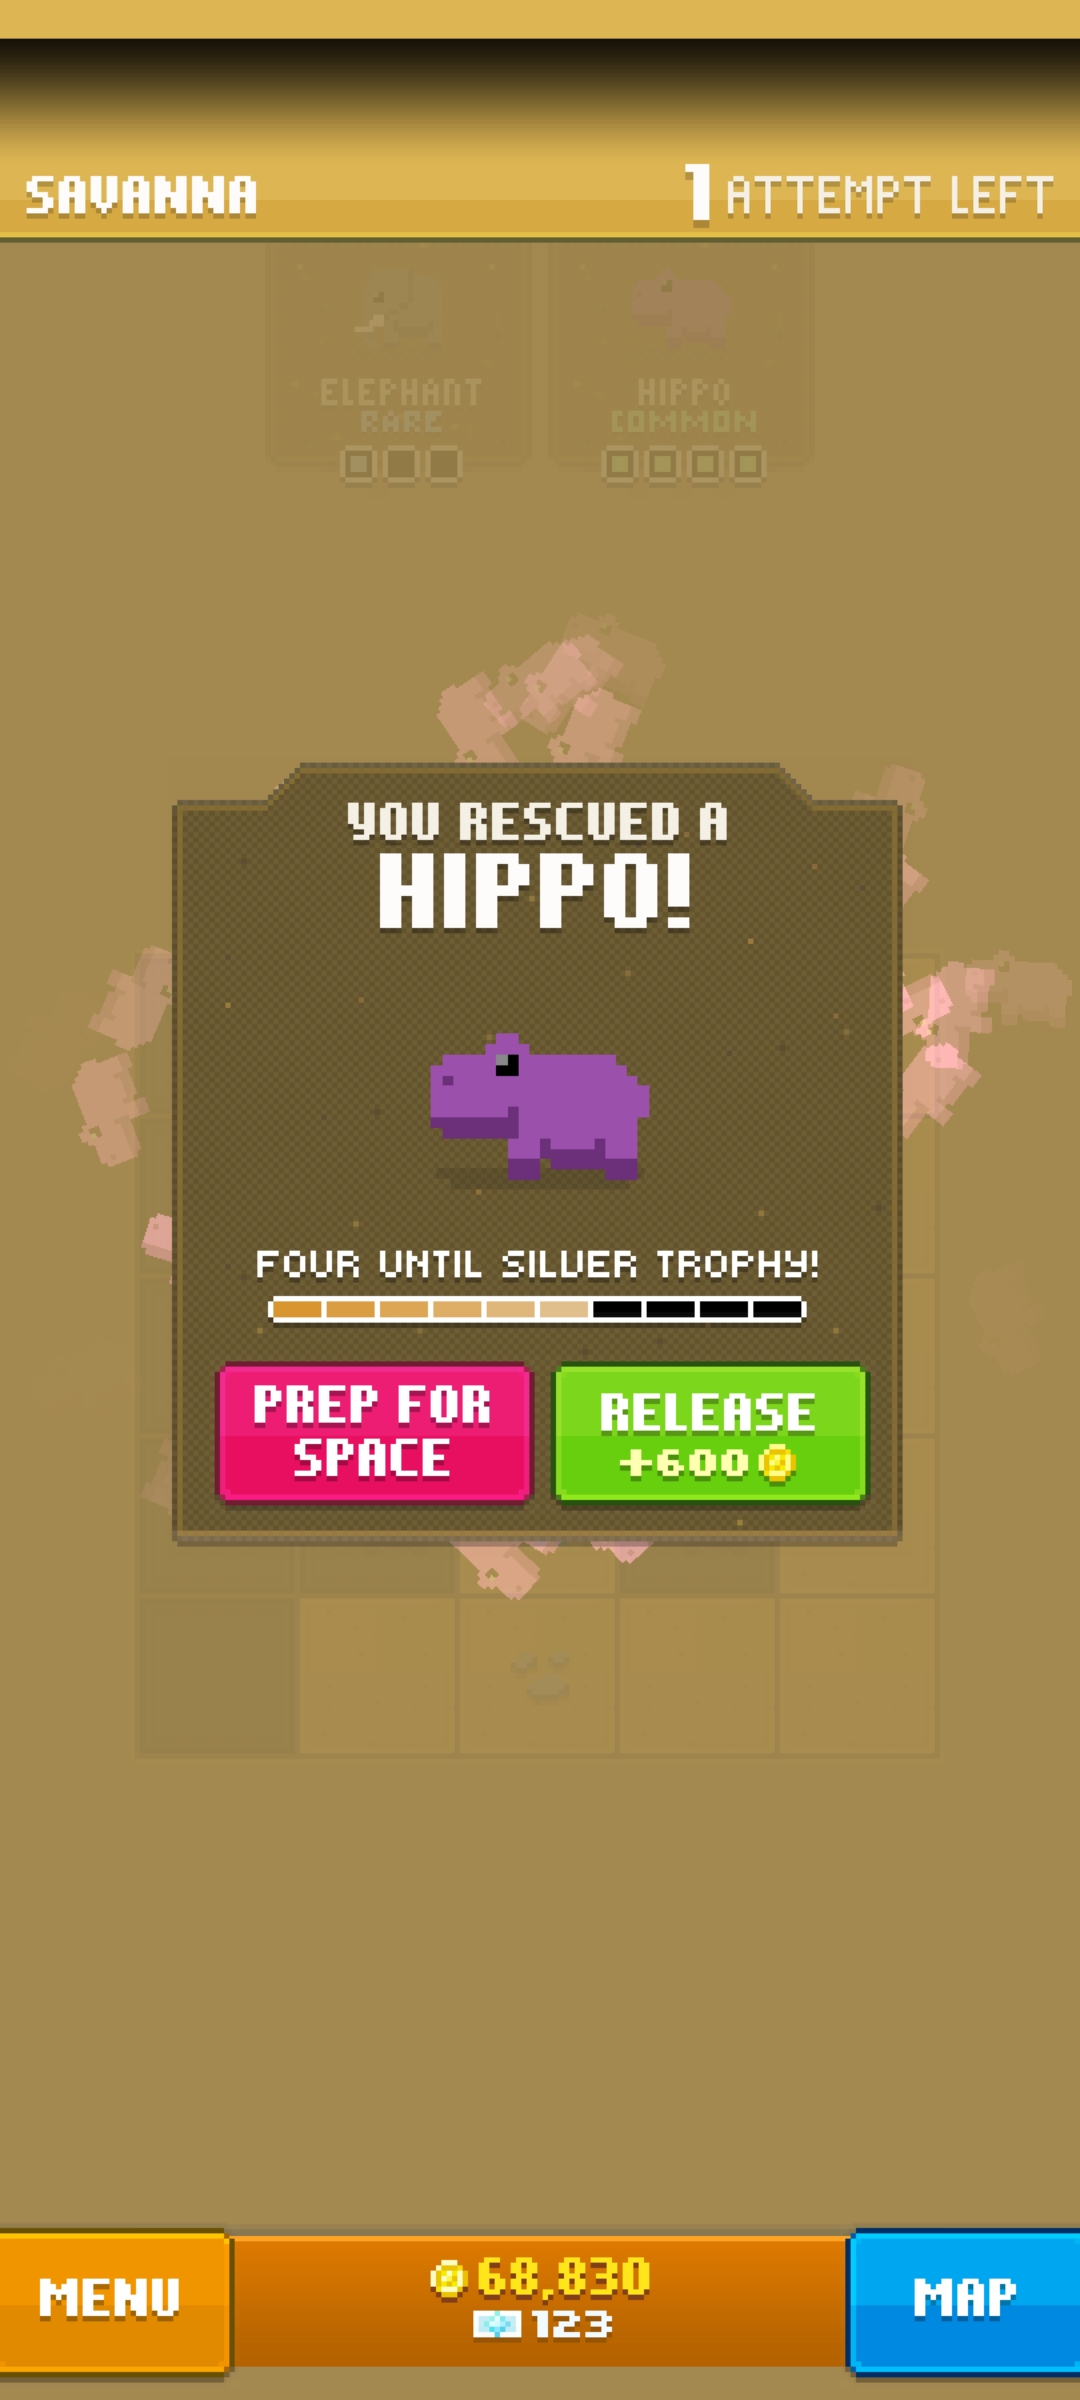 SAVANNA
1 ATTEMPT LEFT
ELEPHANT
RARE
HIPPO
COMMON
YOU RESCUED A
HIPPO!
FOUR UNTIL SILVER TROPHY!
PREP FOR
SPACE
RELEASE
+600
MENU
68,830
123
MAP